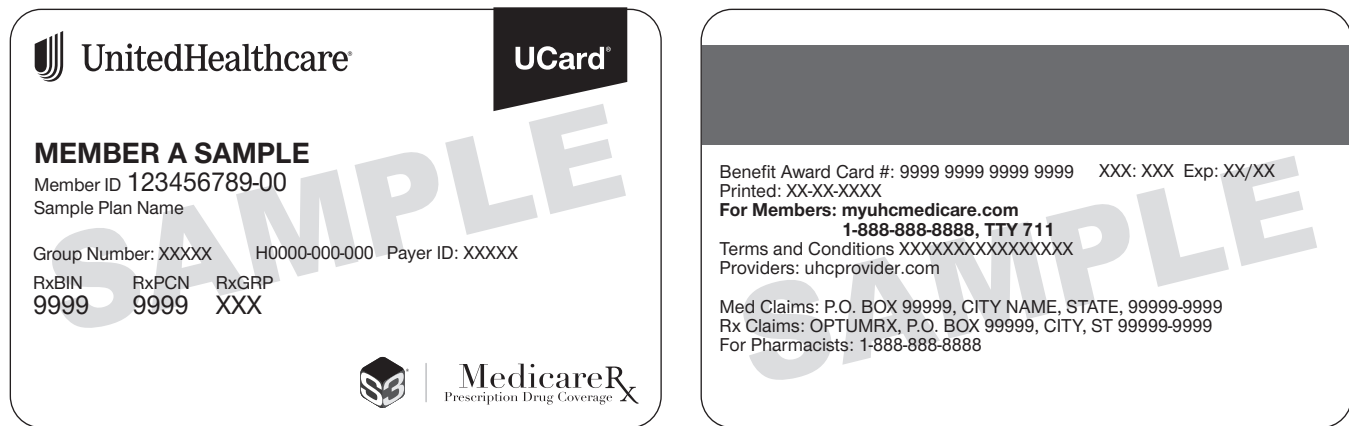 UnitedHealthcare®
UCard®
MEMBER A SAMPLE
Member ID 123456789-00
Sample Plan Name
Group Number: XXXXX H0000-000-000 Payer ID: XXXXX
RxBIN RxPCN RxGRP
9999 9999 XXX
S3
MedicareRx
Prescription Drug Coverage
SAMPLE
Benefit Award Card #: 9999 9999 9999 9999 XXX: XXX Exp: XX/XX
Printed: XX-XX-XXXX
For Members: myuhcmedicare.com
1-888-888-8888, TTY 711
Terms and Conditions XXXXXXXXXXXXXXXX
Providers: uhcprovider.com
Med Claims: P.O. BOX 99999, CITY NAME, STATE, 99999-9999
Rx Claims: OPTUMRX, P.O. BOX 99999, CITY, ST 99999-9999
For Pharmacists: 1-888-888-8888
SAMPLE